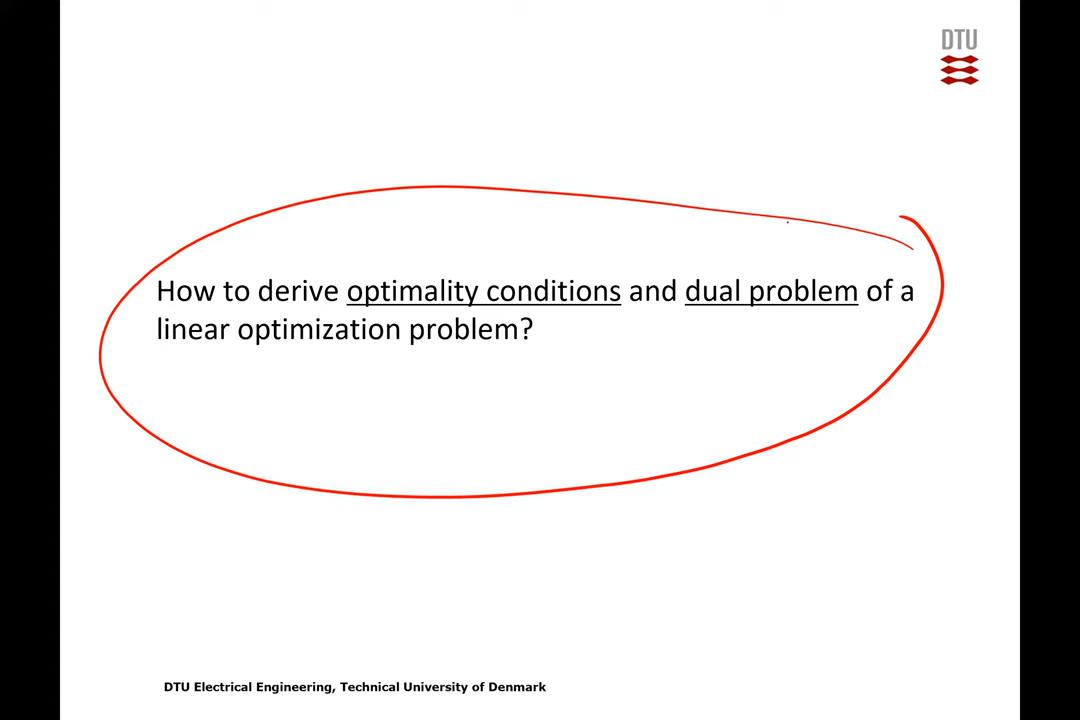 DTU
How to derive optimality conditions and dual problem of a
linear optimization problem?
DTU Electrical Engineering, Technical University of Denmark